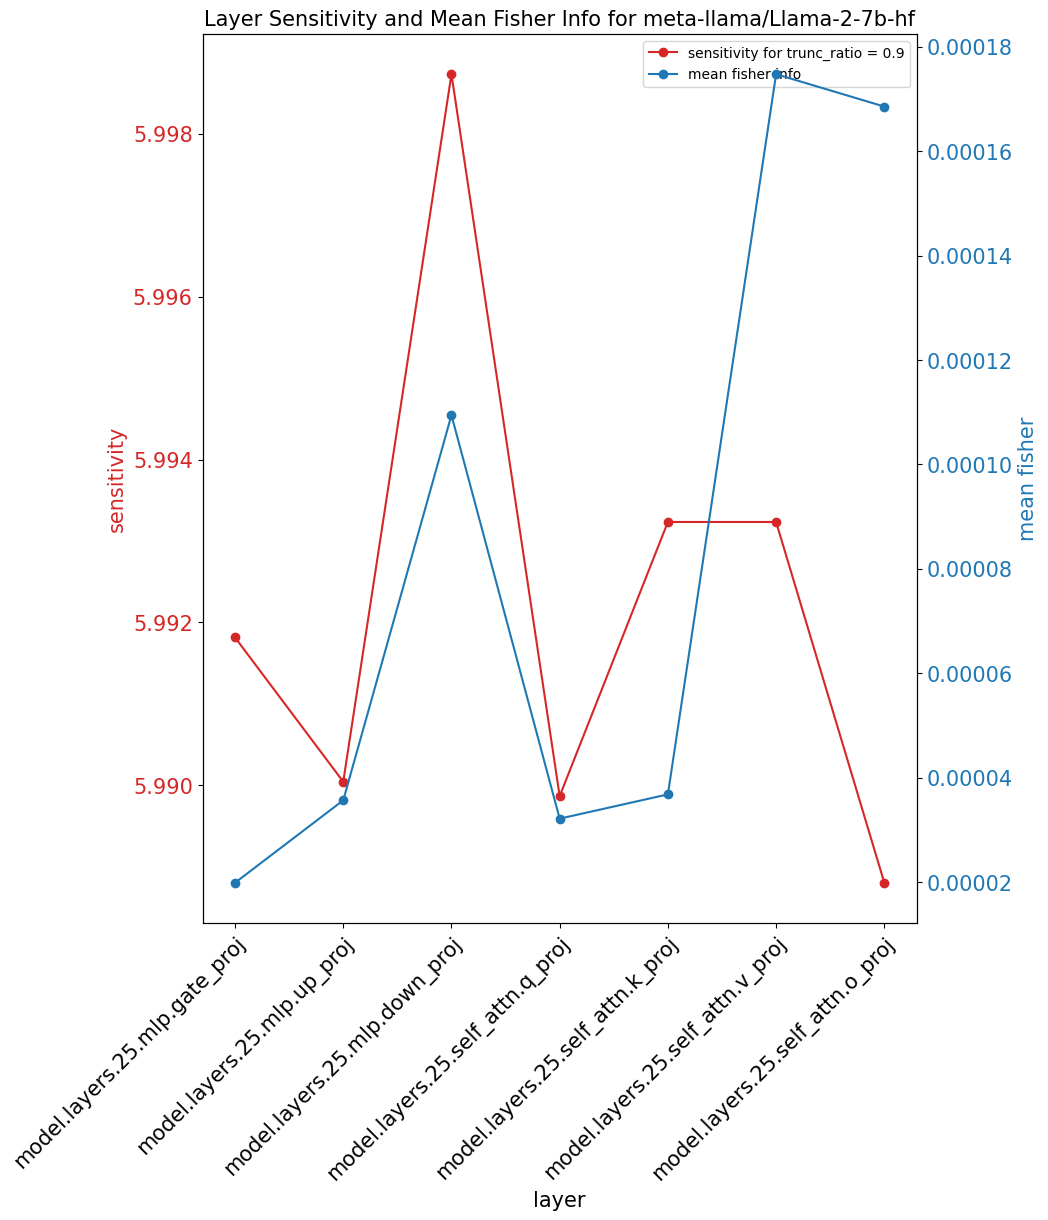 Layer Sensitivity and Mean Fisher Info for meta-llama/Llama-2-7b-hf
sensitivity for trunc_ratio = 0.9
mean fisher info
5.998
5.996
5.994
5.992
5.990
sensitivity
0.00018
0.00016
0.00014
0.00012
0.00010
0.00008
0.00006
0.00004
0.00002
mean fisher
model.layers.25.mlp.gate_proj
model.layers.25.mlp.up_proj
model.layers.25.mlp.down_proj
model.layers.25.self_attn.q_proj
model.layers.25.self_attn.k_proj
model.layers.25.self_attn.v_proj
model.layers.25.self_attn.o_proj
layer